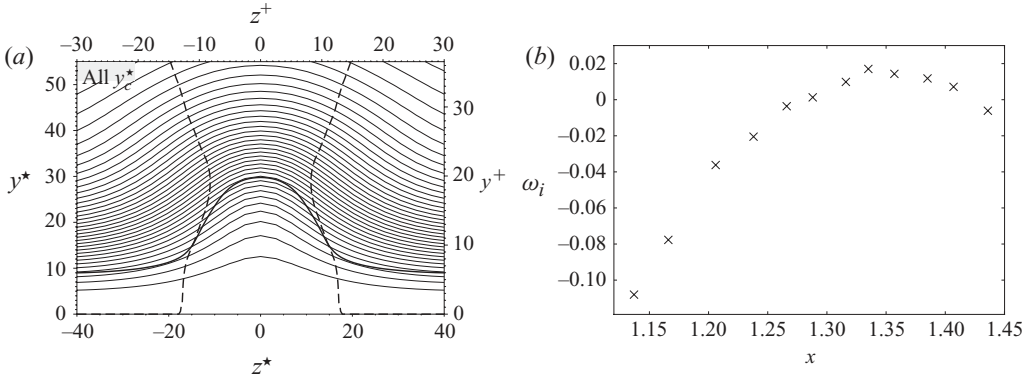 z+
(a)
–30 –20 –10 0 10 20 30
All y_c^★
50
40
30
20
10
0
y^★
30
20
10
0
y+
–40 –20 0 20 40
z^★
(b)
0.02
0
–0.02
–0.04
–0.06
–0.08
–0.10
ω_i
1.15 1.20 1.25 1.30 1.35 1.40 1.45
x